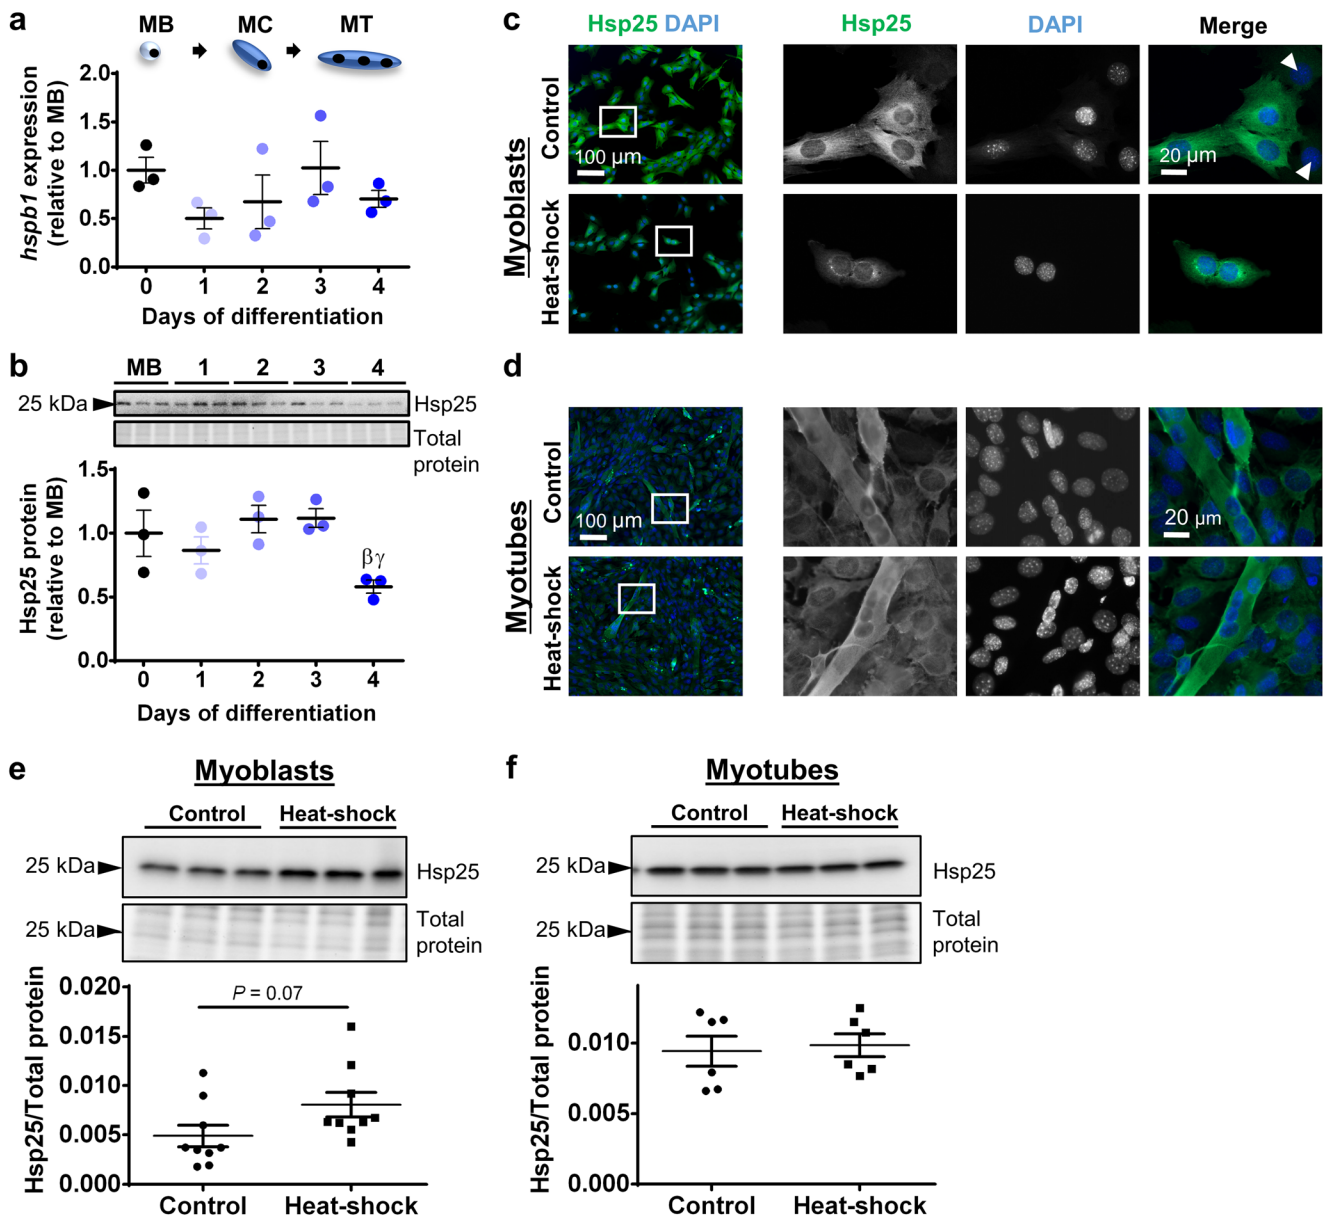 a
MB MC MT
hspb1 expression
(relative to MB)
2.0
1.5
1.0
0.5
0.0
0 1 2 3 4
Days of differentiation
b
MB 1 2 3 4
25 kDa
Hsp25
Total
protein
Hsp25 protein
(relative to MB)
1.5
1.0
0.5
0.0
βγ
0 1 2 3 4
Days of differentiation
c
Hsp25 DAPI Hsp25 DAPI Merge
Myoblasts
Control
100 µm
20 µm
Heat-shock
d
Myotubes
Control
100 µm
20 µm
Heat-shock
e
Myoblasts
Control Heat-shock
25 kDa
Hsp25
25 kDa
Total
protein
Hsp25/Total protein
0.020
0.015
0.010
0.005
0.000
P = 0.07
Control Heat-shock
f
Myotubes
Control Heat-shock
25 kDa
Hsp25
25 kDa
Total
protein
Hsp25/Total protein
0.010
0.005
0.000
Control Heat-shock